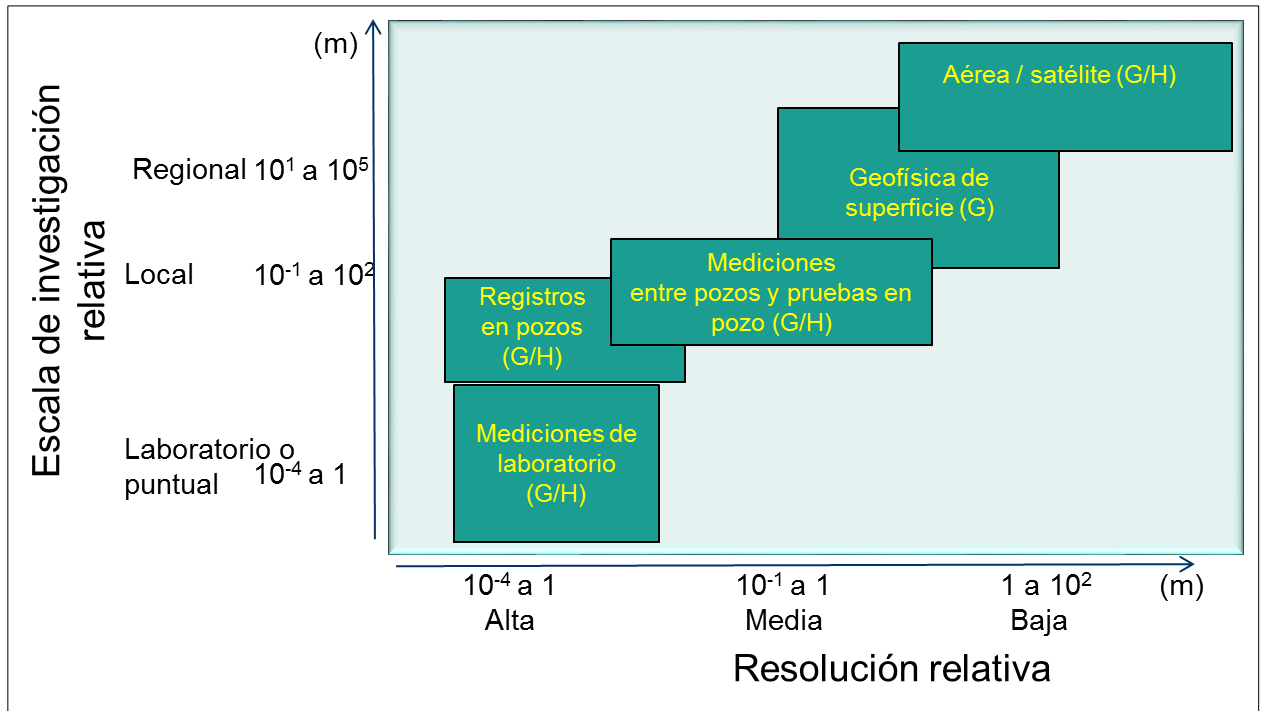 (m)
Escala de investigación
relativa
Regional 10¹ a 10⁵
Local 10⁻¹ a 10²
Laboratorio o
puntual
10⁻⁴ a 1
Aérea / satélite (G/H)
Geofísica de
superficie (G)
Mediciones
entre pozos y pruebas en
pozo (G/H)
Registros
en pozos
(G/H)
Mediciones de
laboratorio
(G/H)
10⁻⁴ a 1
Alta
10⁻¹ a 1
Media
1 a 10²
Baja
(m)
Resolución relativa